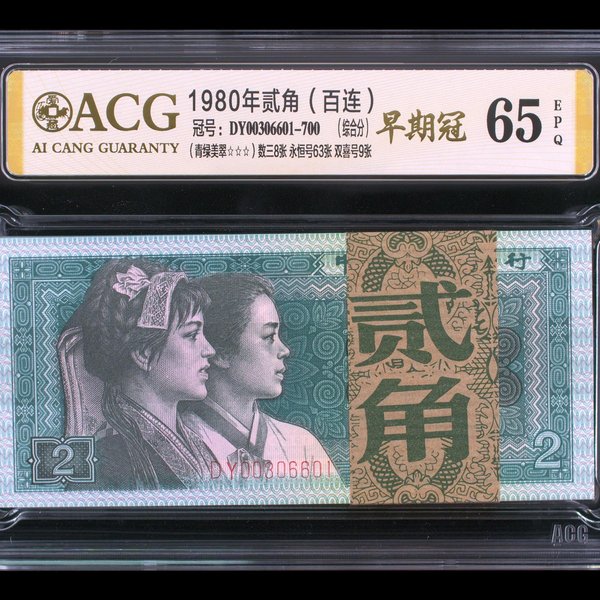 ACG
AI CANG GUARANTY
1980年贰角（百连）
冠号：DY00306601-700 （综合分）
（青绿美翠☆☆☆）数三8张 永恒号63张 双喜号9张
早期冠
65
EPQ
行
贰角
2
DY00306601
2
ACG